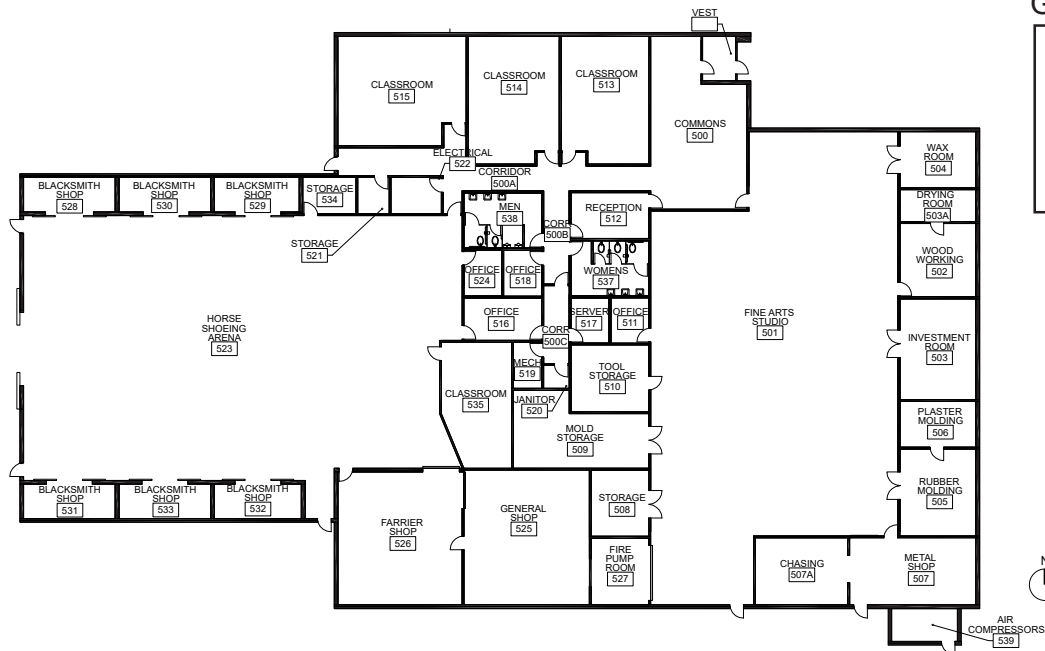 VEST
G
CLASSROOM
515
CLASSROOM
514
CLASSROOM
513
COMMONS
500
ELECTRICAL
522
CORRIDOR
500A
WAX
ROOM
504
DRYING
ROOM
503A
BLACKSMITH
SHOP
528
BLACKSMITH
SHOP
530
BLACKSMITH
SHOP
529
STORAGE
534
MEN
538
CORR
500B
RECEPTION
512
STORAGE
521
WOOD
WORKING
502
OFFICE
524
OFFICE
518
WOMENS
537
HORSE
SHOEING
ARENA
523
OFFICE
516
SERVER
517
OFFICE
511
FINE ARTS
STUDIO
501
CORR
500C
INVESTMENT
ROOM
503
MECH
519
TOOL
STORAGE
510
CLASSROOM
535
JANITOR
520
MOLD
STORAGE
509
PLASTER
MOLDING
506
BLACKSMITH
SHOP
531
BLACKSMITH
SHOP
533
BLACKSMITH
SHOP
532
FARRIER
SHOP
526
GENERAL
SHOP
525
STORAGE
508
RUBBER
MOLDING
505
FIRE
PUMP
ROOM
527
CHASING
507A
METAL
SHOP
507
N
AIR
COMPRESSORS
539